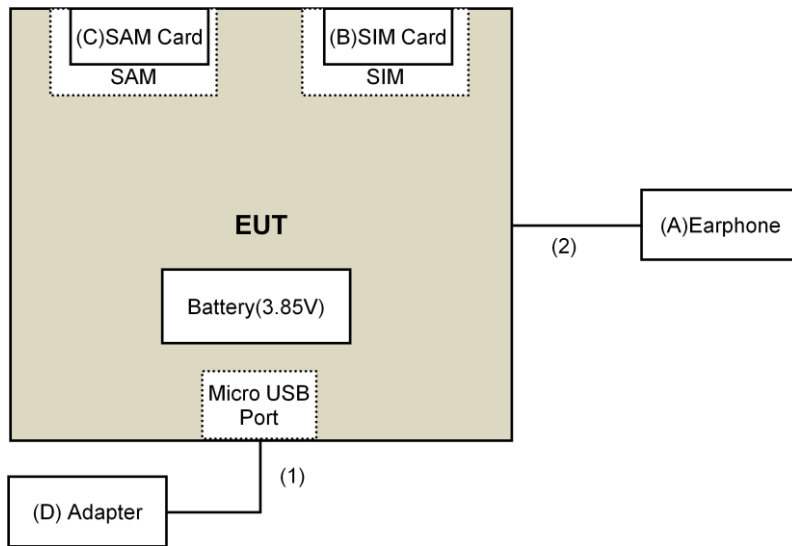 (C)SAM Card
SAM
(B)SIM Card
SIM
EUT
(A)Earphone
(2)
Battery(3.85V)
Micro USB
Port
(1)
(D) Adapter